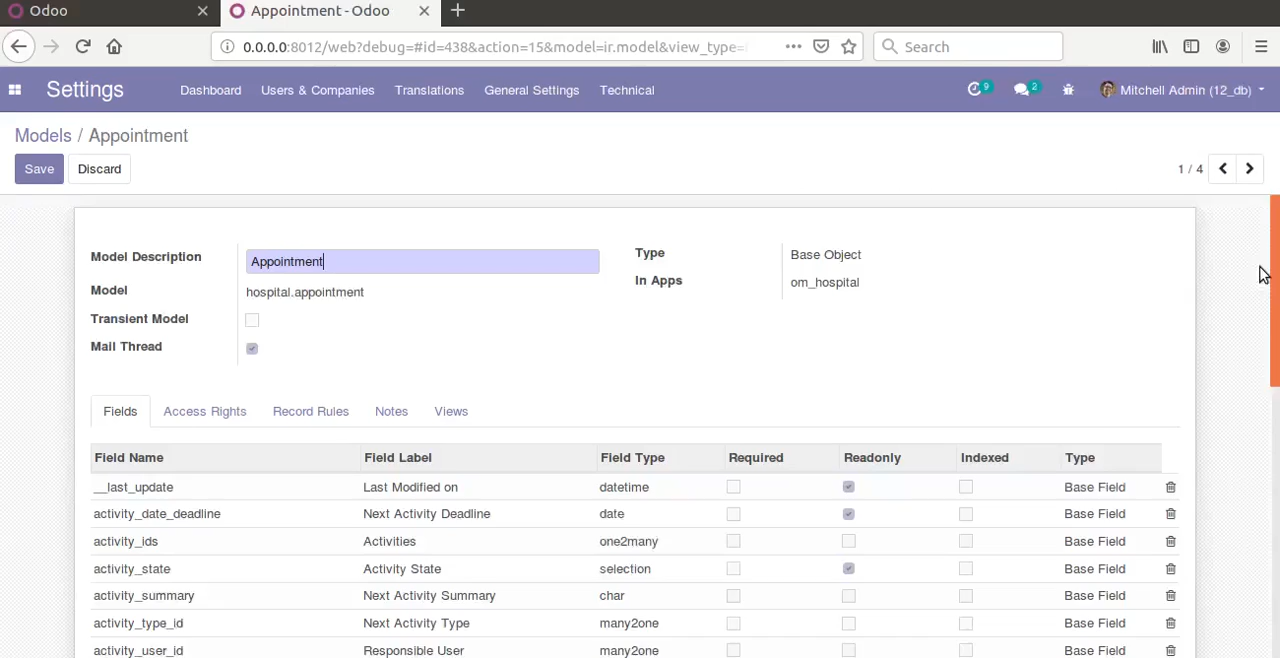 Odoo
Appointment - Odoo
0.0.0.0:8012/web?debug=#id=438&action=15&model=ir.model&view_type=
Search
Settings
Dashboard Users & Companies Translations General Settings Technical
9 2 Mitchell Admin (12_db)
Models / Appointment
Save Discard 1 / 4
Model Description Appointment
Type Base Object
Model hospital.appointment
In Apps om_hospital
Transient Model
Mail Thread
Fields Access Rights Record Rules Notes Views
Field Name Field Label Field Type Required Readonly Indexed Type
__last_update Last Modified on datetime Base Field
activity_date_deadline Next Activity Deadline date Base Field
activity_ids Activities one2many Base Field
activity_state Activity State selection Base Field
activity_summary Next Activity Summary char Base Field
activity_type_id Next Activity Type many2one Base Field
activity_user_id Responsible User many2one Base Field